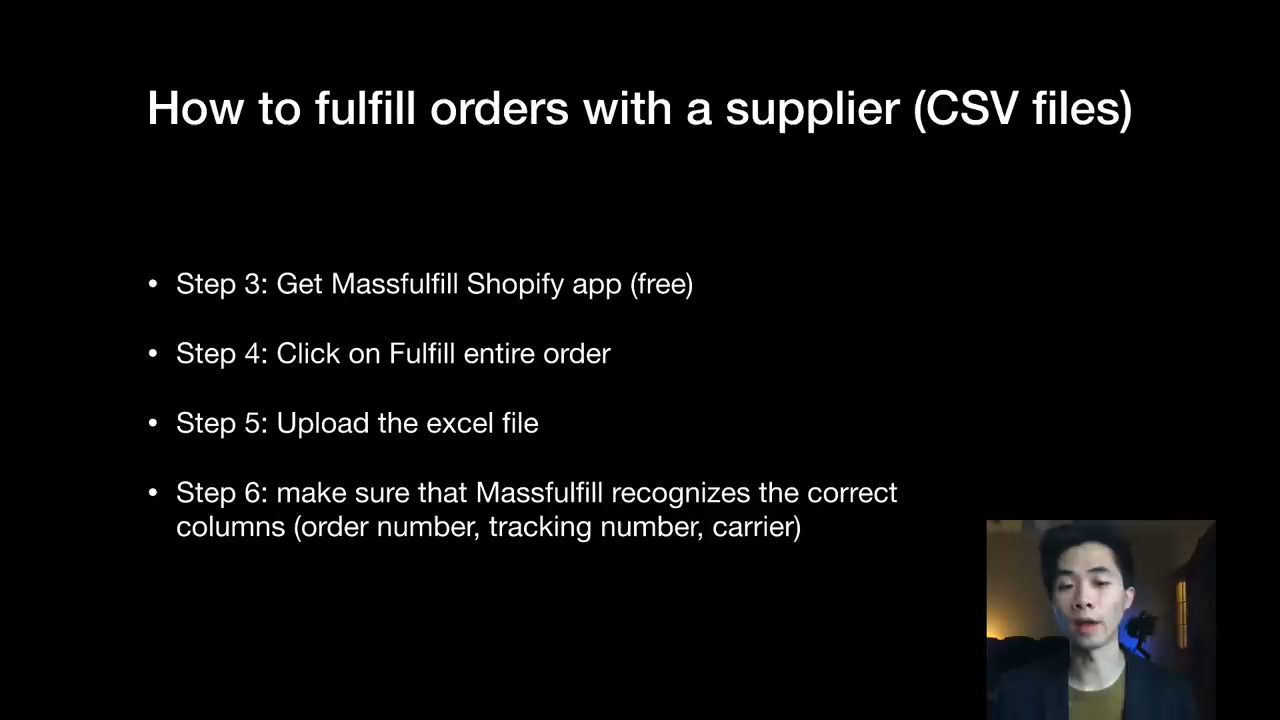 How to fulfill orders with a supplier (CSV files)
• Step 3: Get Massfulfill Shopify app (free)
• Step 4: Click on Fulfill entire order
• Step 5: Upload the excel file
• Step 6: make sure that Massfulfill recognizes the correct
columns (order number, tracking number, carrier)